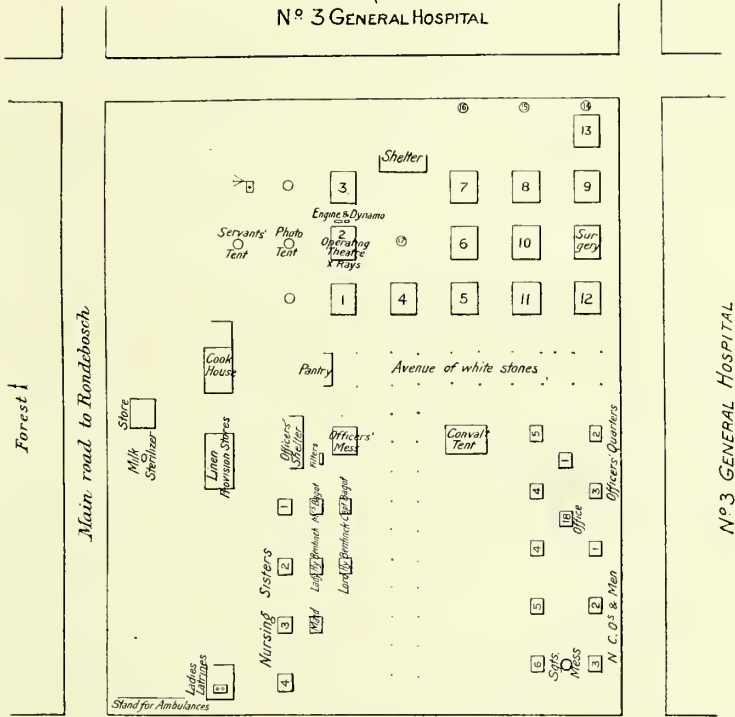 Nº 3 GENERAL HOSPITAL
16
15
14
13
Shelter
3
7
8
9
Engine & Dynamo
Servants' Tent
Photo Tent
2
Operating Theatre
X Rays
17
6
10
Surgery
1
4
5
11
12
Cook House
Pantry
Avenue of white stones
Forest
Main road to Rondebosch
Nº 3 GENERAL HOSPITAL
Store
Milk Sterilizer
Linen
Provision Stores
Officers' Shelter
Filters
Officers' Mess
Conval t Tent
5
2
1
4
3
Officers' Quarters
18
Office
Nursing Sisters
1
2
3
4
Mrs Bagot
Capt Bagot
Lady Hy Bentinck
Lord Hy Bentinck
Maid
4
1
5
2
6
3
N.C.Os & Men
Sgts. Mess
Ladies Latrines
Stand for Ambulances